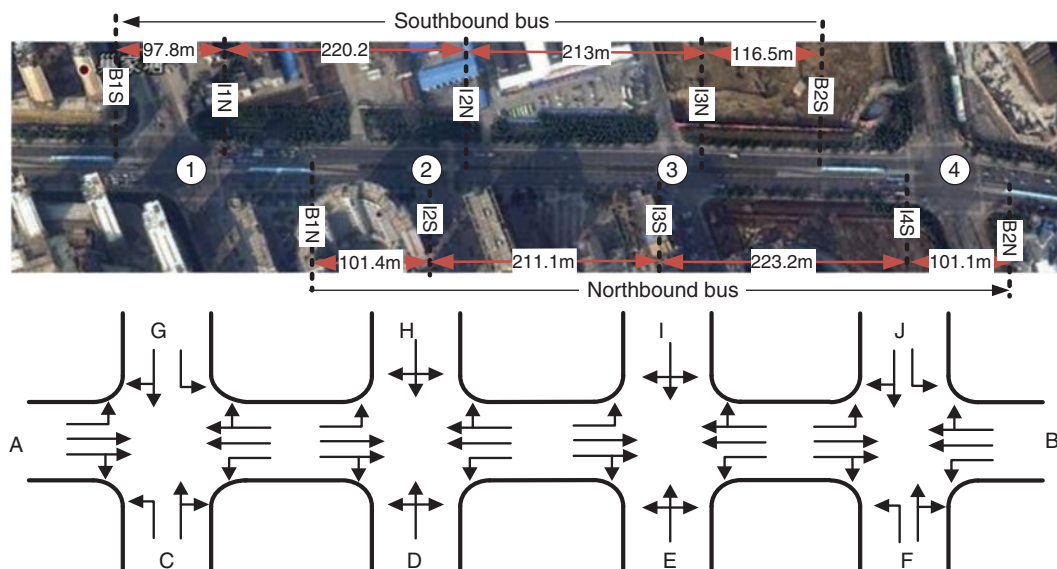 Southbound bus
97.8m
220.2
213m
116.5m
B1S
I1N
I2N
I3N
B2S
1
2
3
4
B1N
I2S
I3S
I4S
B2N
101.4m
211.1m
223.2m
101.1m
Northbound bus
G
H
I
J
A
B
C
D
E
F